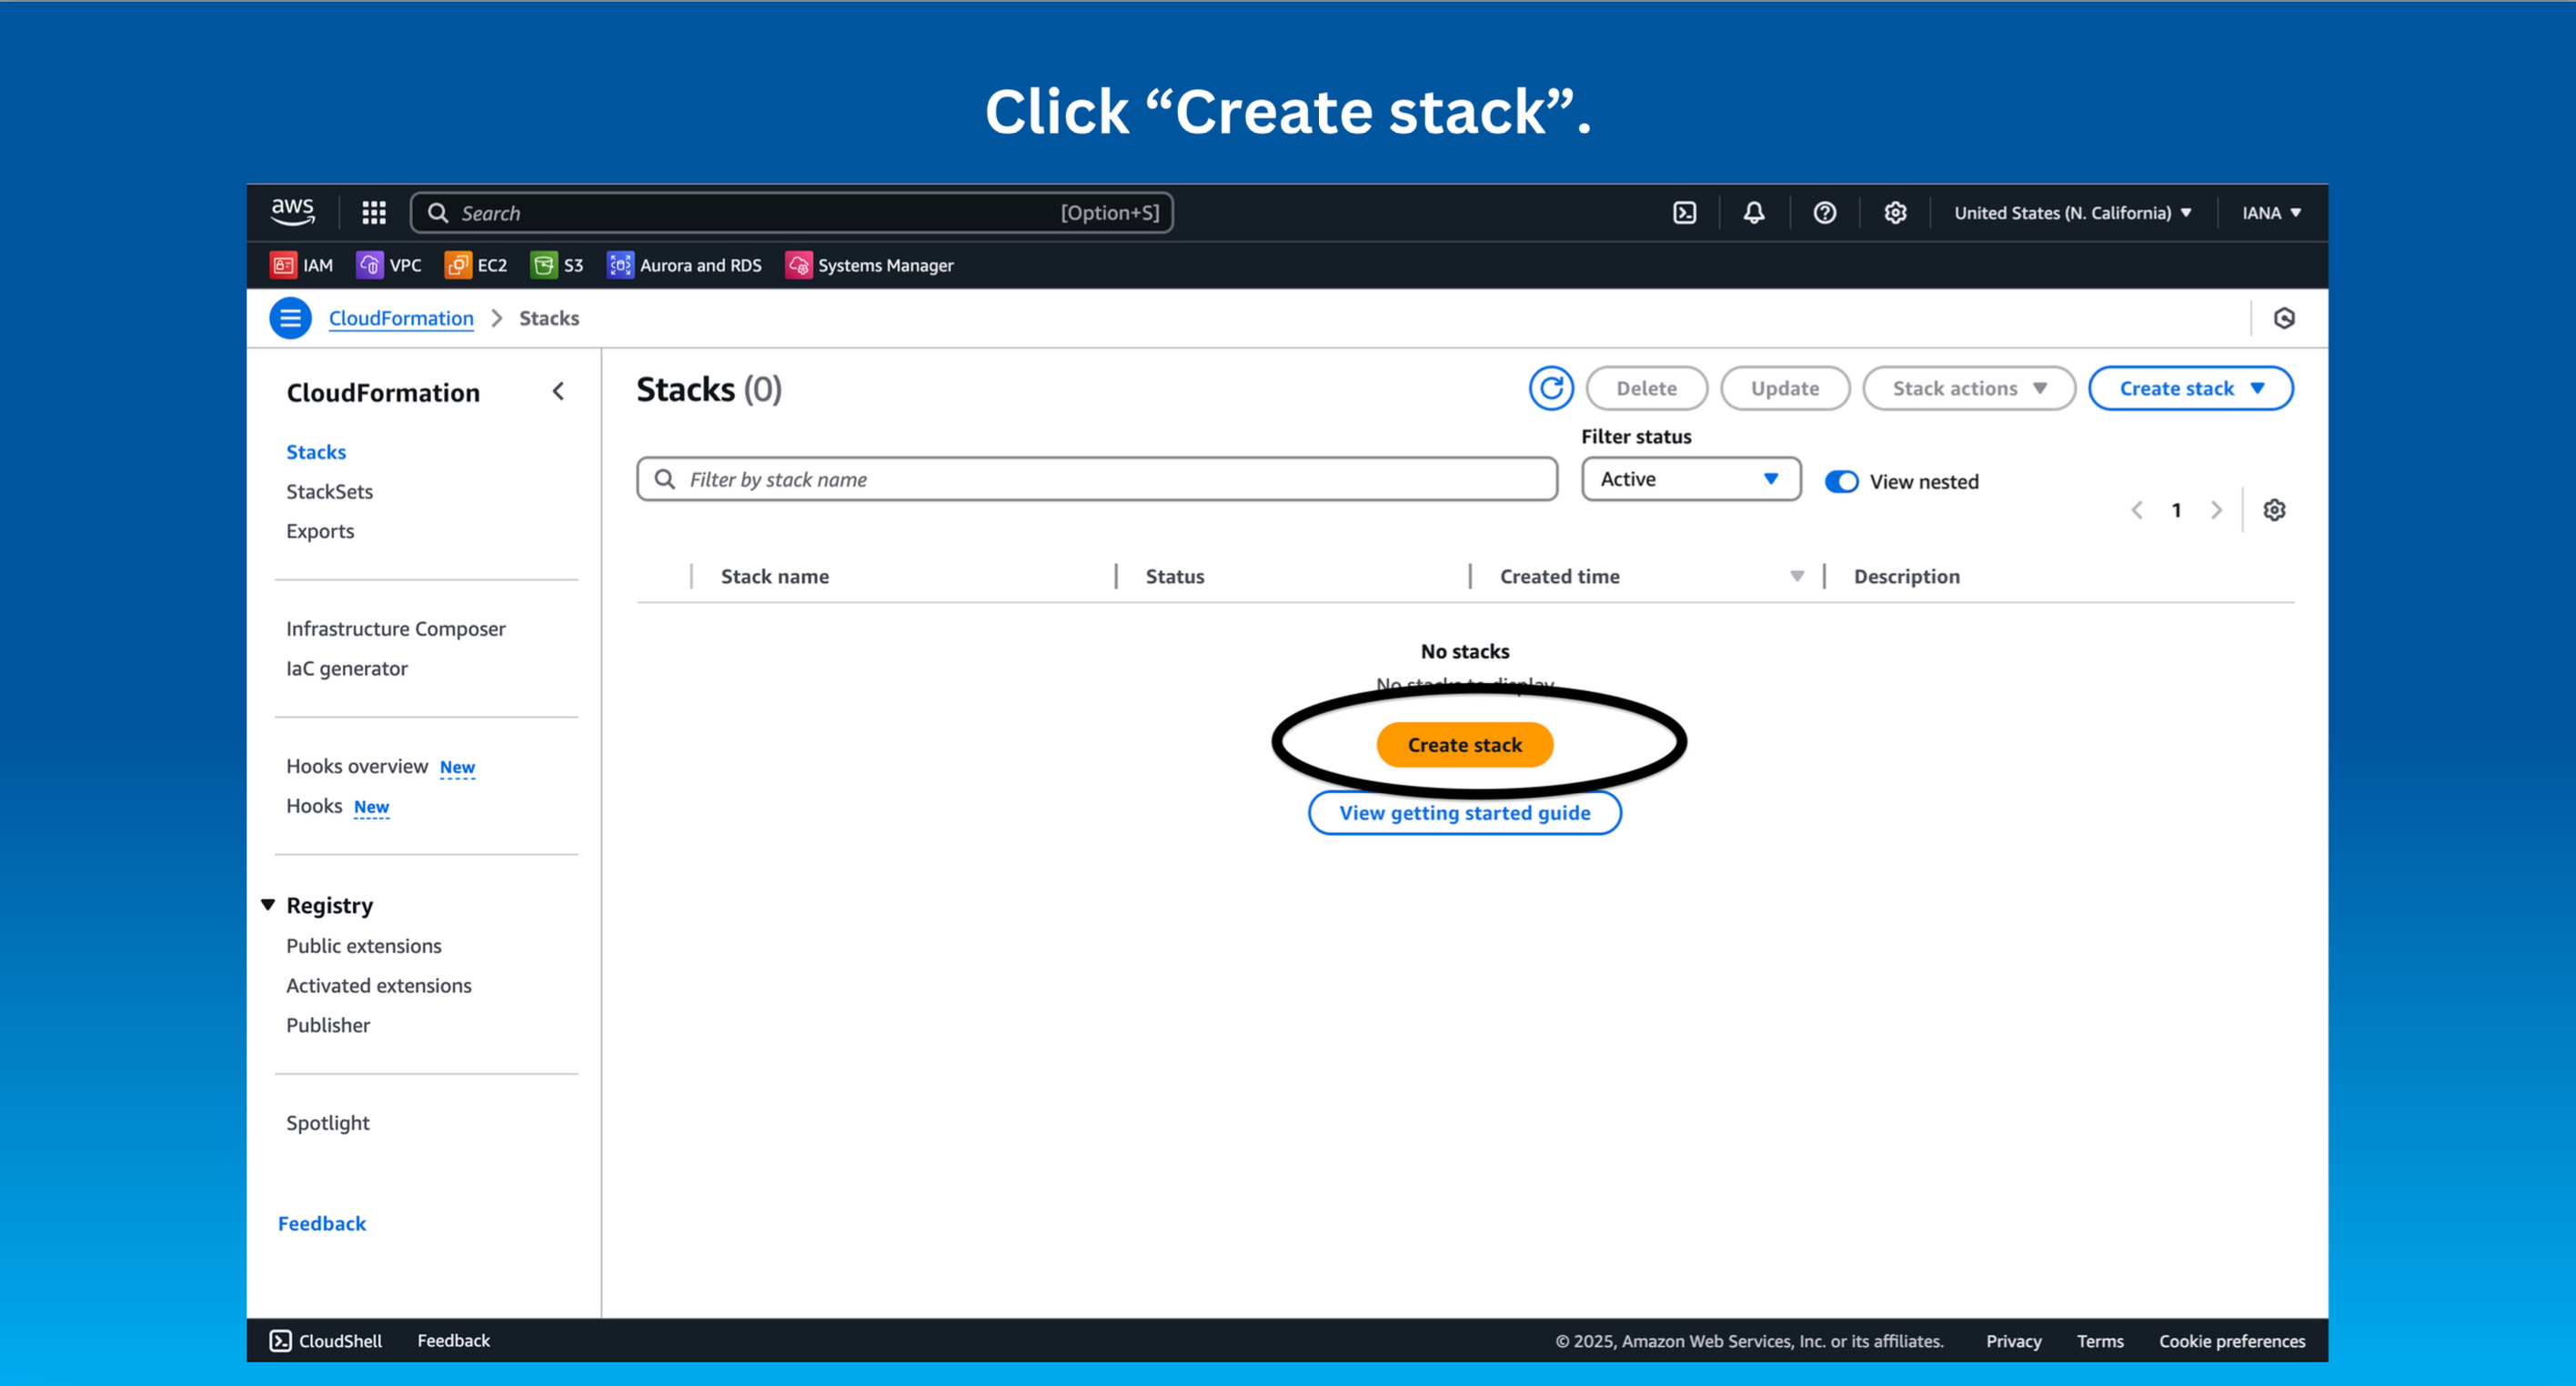 Click “Create stack”.
aws
Search [Option+S]
United States (N. California)
IANA
IAM VPC EC2 S3 Aurora and RDS Systems Manager
CloudFormation > Stacks
CloudFormation
Stacks
StackSets
Exports
Infrastructure Composer
IaC generator
Hooks overview New
Hooks New
Registry
Public extensions
Activated extensions
Publisher
Spotlight
Feedback
Stacks (0)
Delete Update Stack actions Create stack
Filter status
Filter by stack name
Active
View nested
1
Stack name Status Created time Description
No stacks
No stacks to display
Create stack
View getting started guide
CloudShell Feedback
© 2025, Amazon Web Services, Inc. or its affiliates. Privacy Terms Cookie preferences